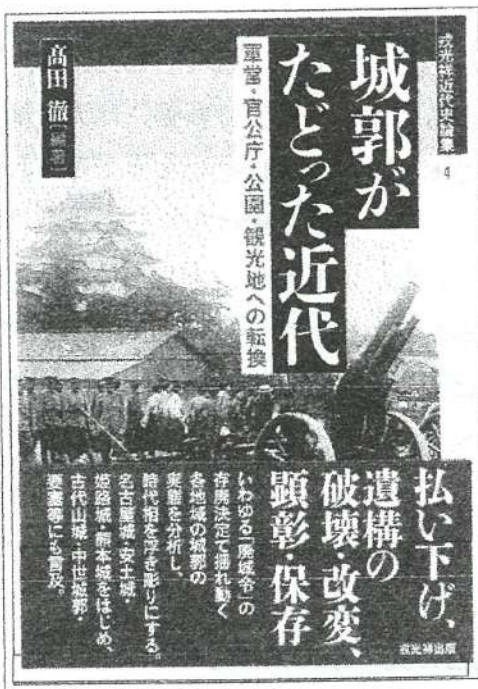 戎光祥近代史論集 4
城郭が
たどった近代
軍営・官公庁・公園・観光地への転換
髙田 徹[編著]
払い下げ、
遺構の
破壊・改変、
顕彰・保存
いわゆる「廃城令」の
存廃決定で揺れ動く
各地域の城郭の
実態を分析し、
時代相を浮き彫りにする。
名古屋城・安土城・
姫路城・熊本城をはじめ、
古代山城・中世城郭・
要塞等にも言及。
戎光祥出版